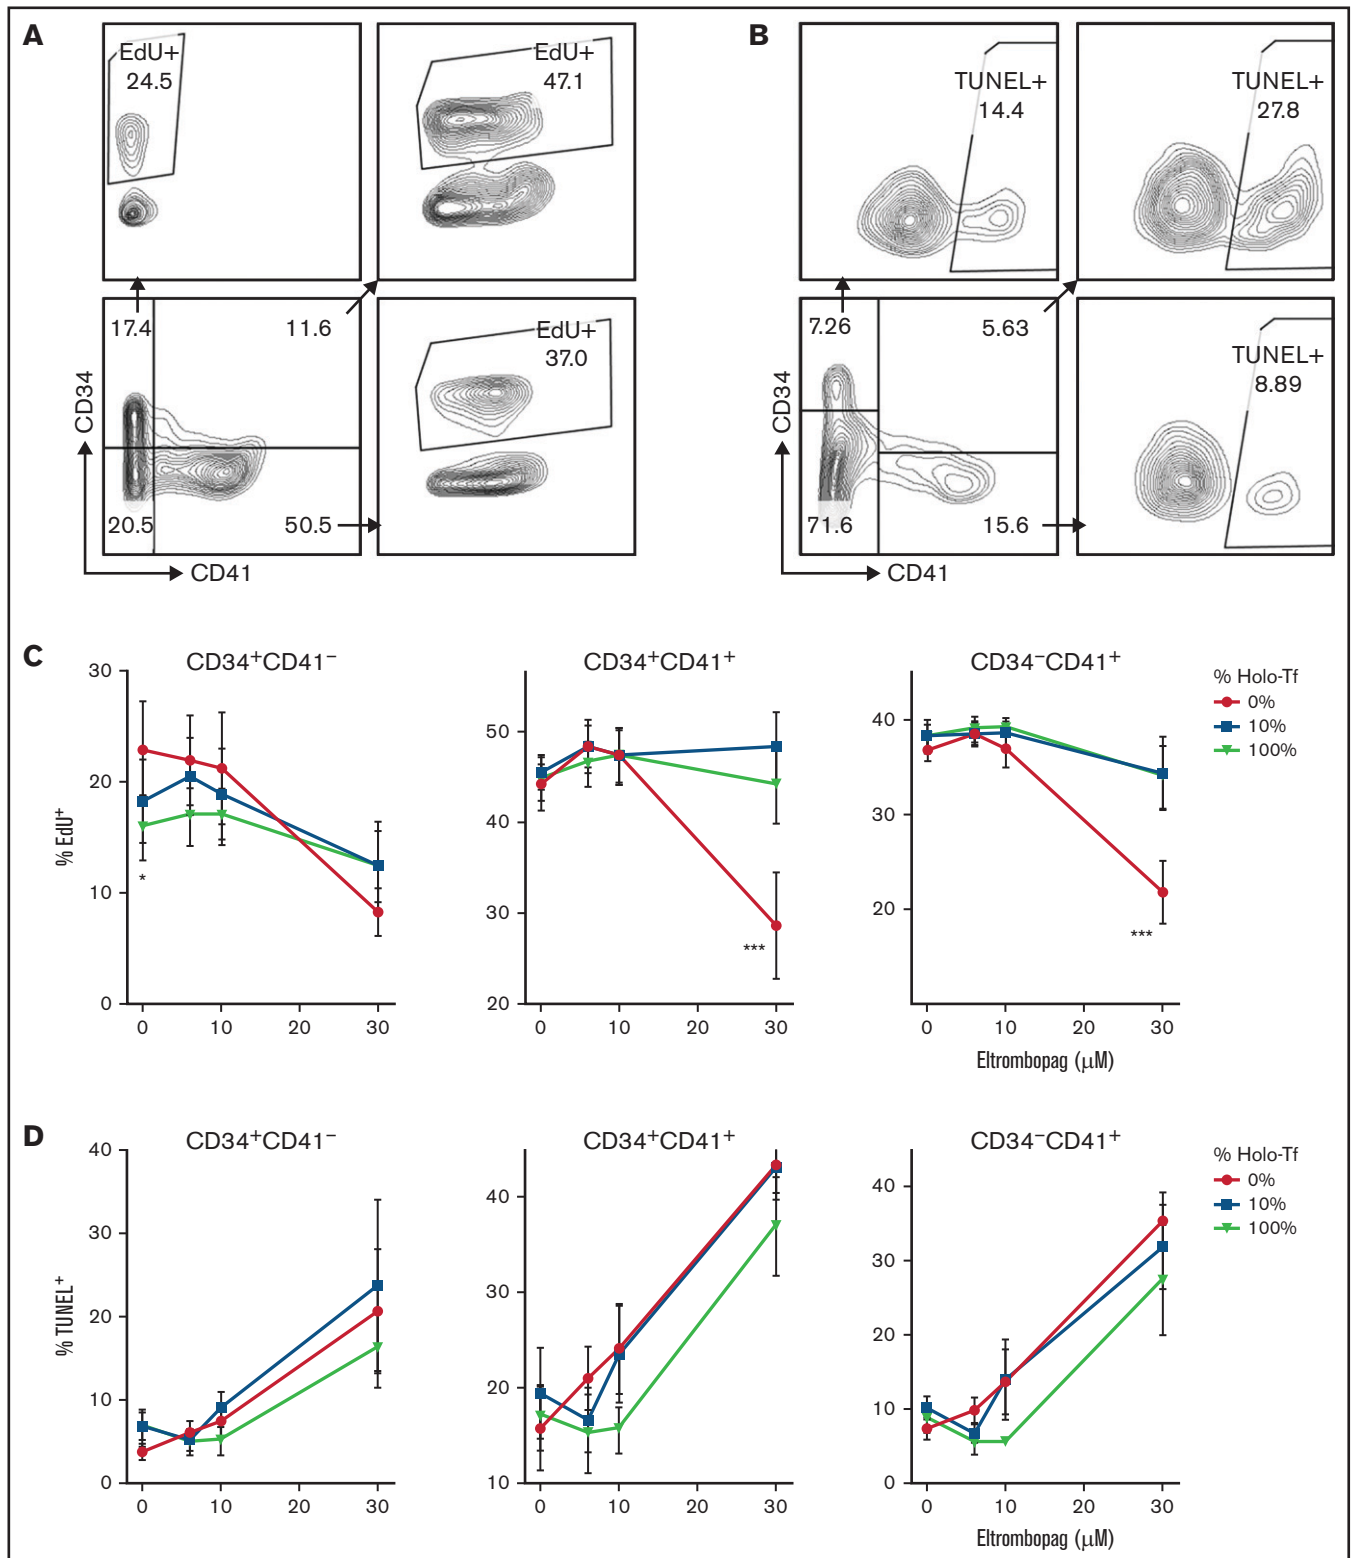 A
EdU+
24.5
EdU+
47.1
17.4
11.6
EdU+
37.0
CD34
20.5
50.5
CD41
B
TUNEL+
14.4
TUNEL+
27.8
7.26
5.63
TUNEL+
8.89
CD34
71.6
15.6
CD41
C
CD34+CD41−
CD34+CD41+
CD34−CD41+
% Holo-Tf
0%
10%
100%
% EdU+
30
20
10
0
*
0 10 20 30
50
40
30
20
***
0 10 20 30
40
30
20
***
0 10 20 30
Eltrombopag (μM)
D
CD34+CD41−
CD34+CD41+
CD34−CD41+
% Holo-Tf
0%
10%
100%
% TUNEL+
40
30
20
10
0
0 10 20 30
40
30
20
10
0 10 20 30
40
30
20
10
0
0 10 20 30
Eltrombopag (μM)